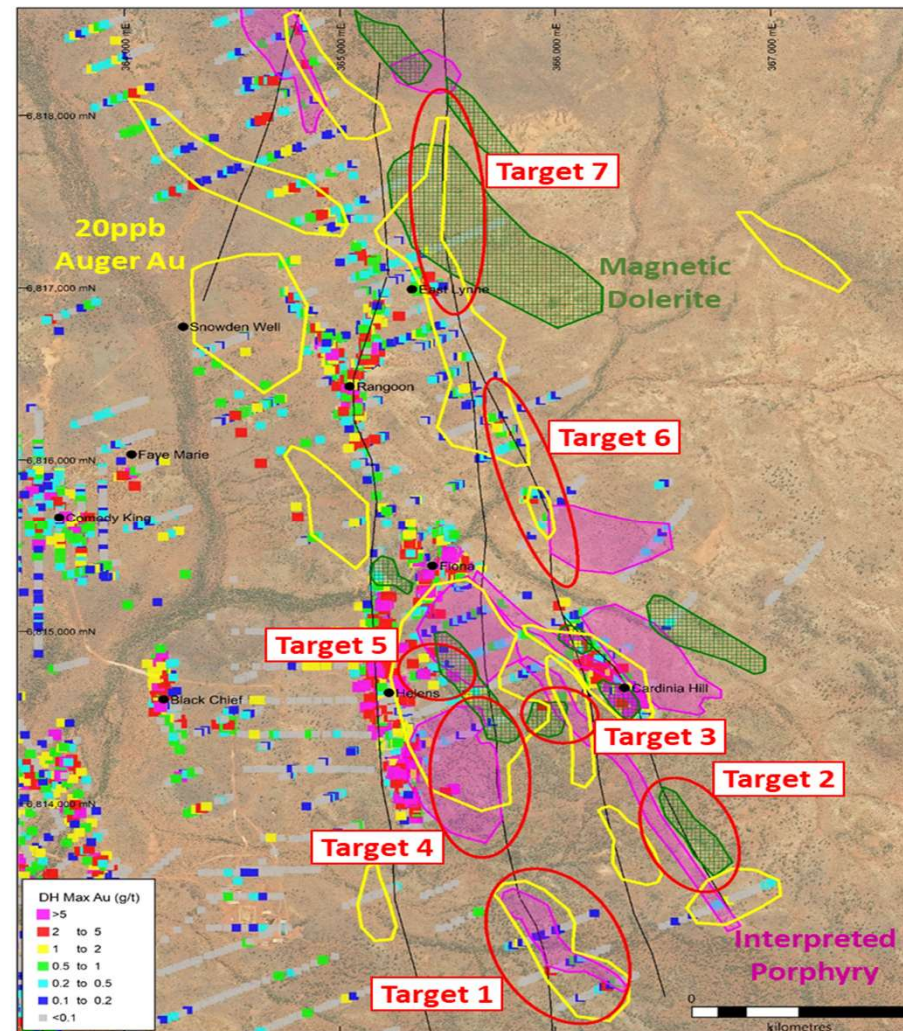 365,000 mE
366,000 mE
367,000 mE
6,818,000 mN
Target 7
20ppb
Auger Au
Magnetic
Dolerite
6,817,000 mN
East Lynne
Snowden Well
Rangoon
Target 6
6,816,000 mN
Faye Marie
Comedy King
Fiona
6,815,000 mN
Target 5
Black Chief
Helens
Cardinia Hill
Target 3
Target 2
6,814,000 mN
Target 4
DH Max Au (g/t)
>5
2 to 5
1 to 2
0.5 to 1
0.2 to 0.5
0.1 to 0.2
<0.1
Interpreted
Porphyry
Target 1
0
kilometres